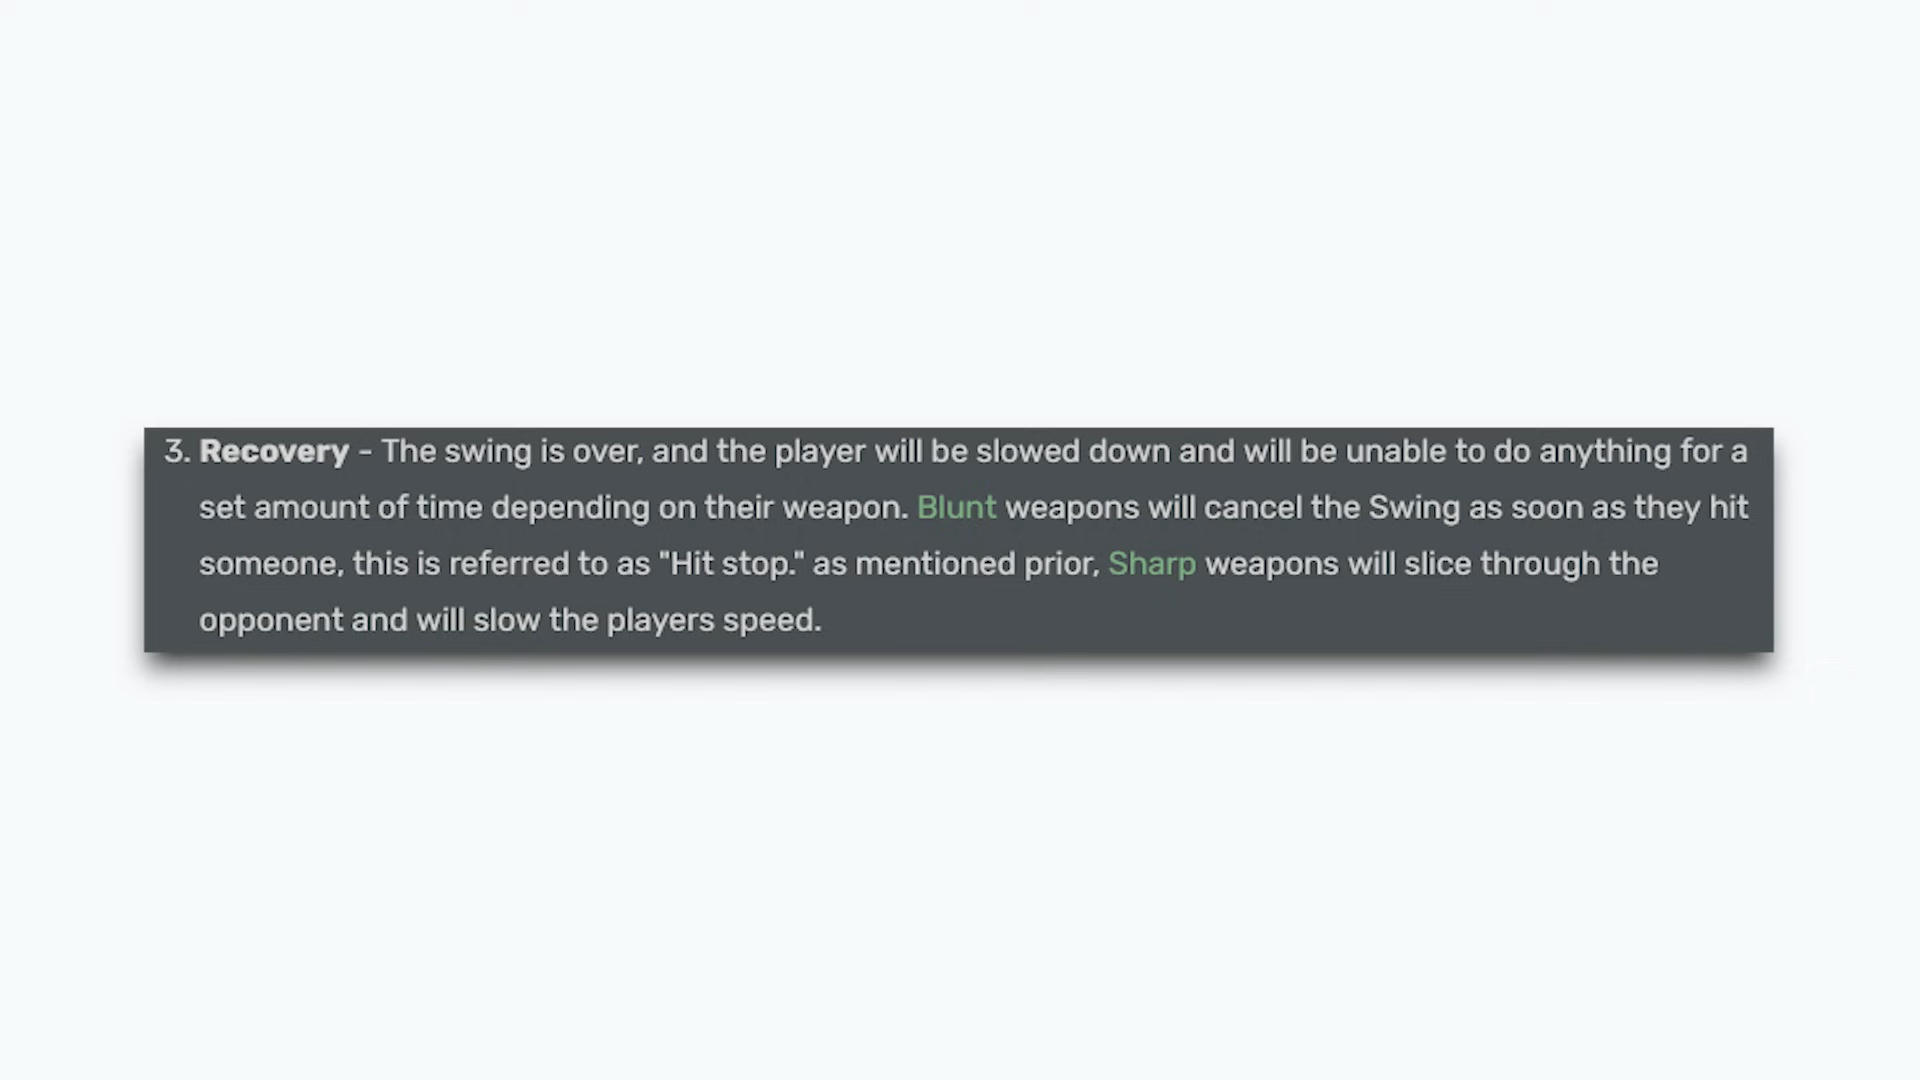 3. Recovery - The swing is over, and the player will be slowed down and will be unable to do anything for a
set amount of time depending on their weapon. Blunt weapons will cancel the Swing as soon as they hit
someone, this is referred to as "Hit stop." as mentioned prior, Sharp weapons will slice through the
opponent and will slow the players speed.